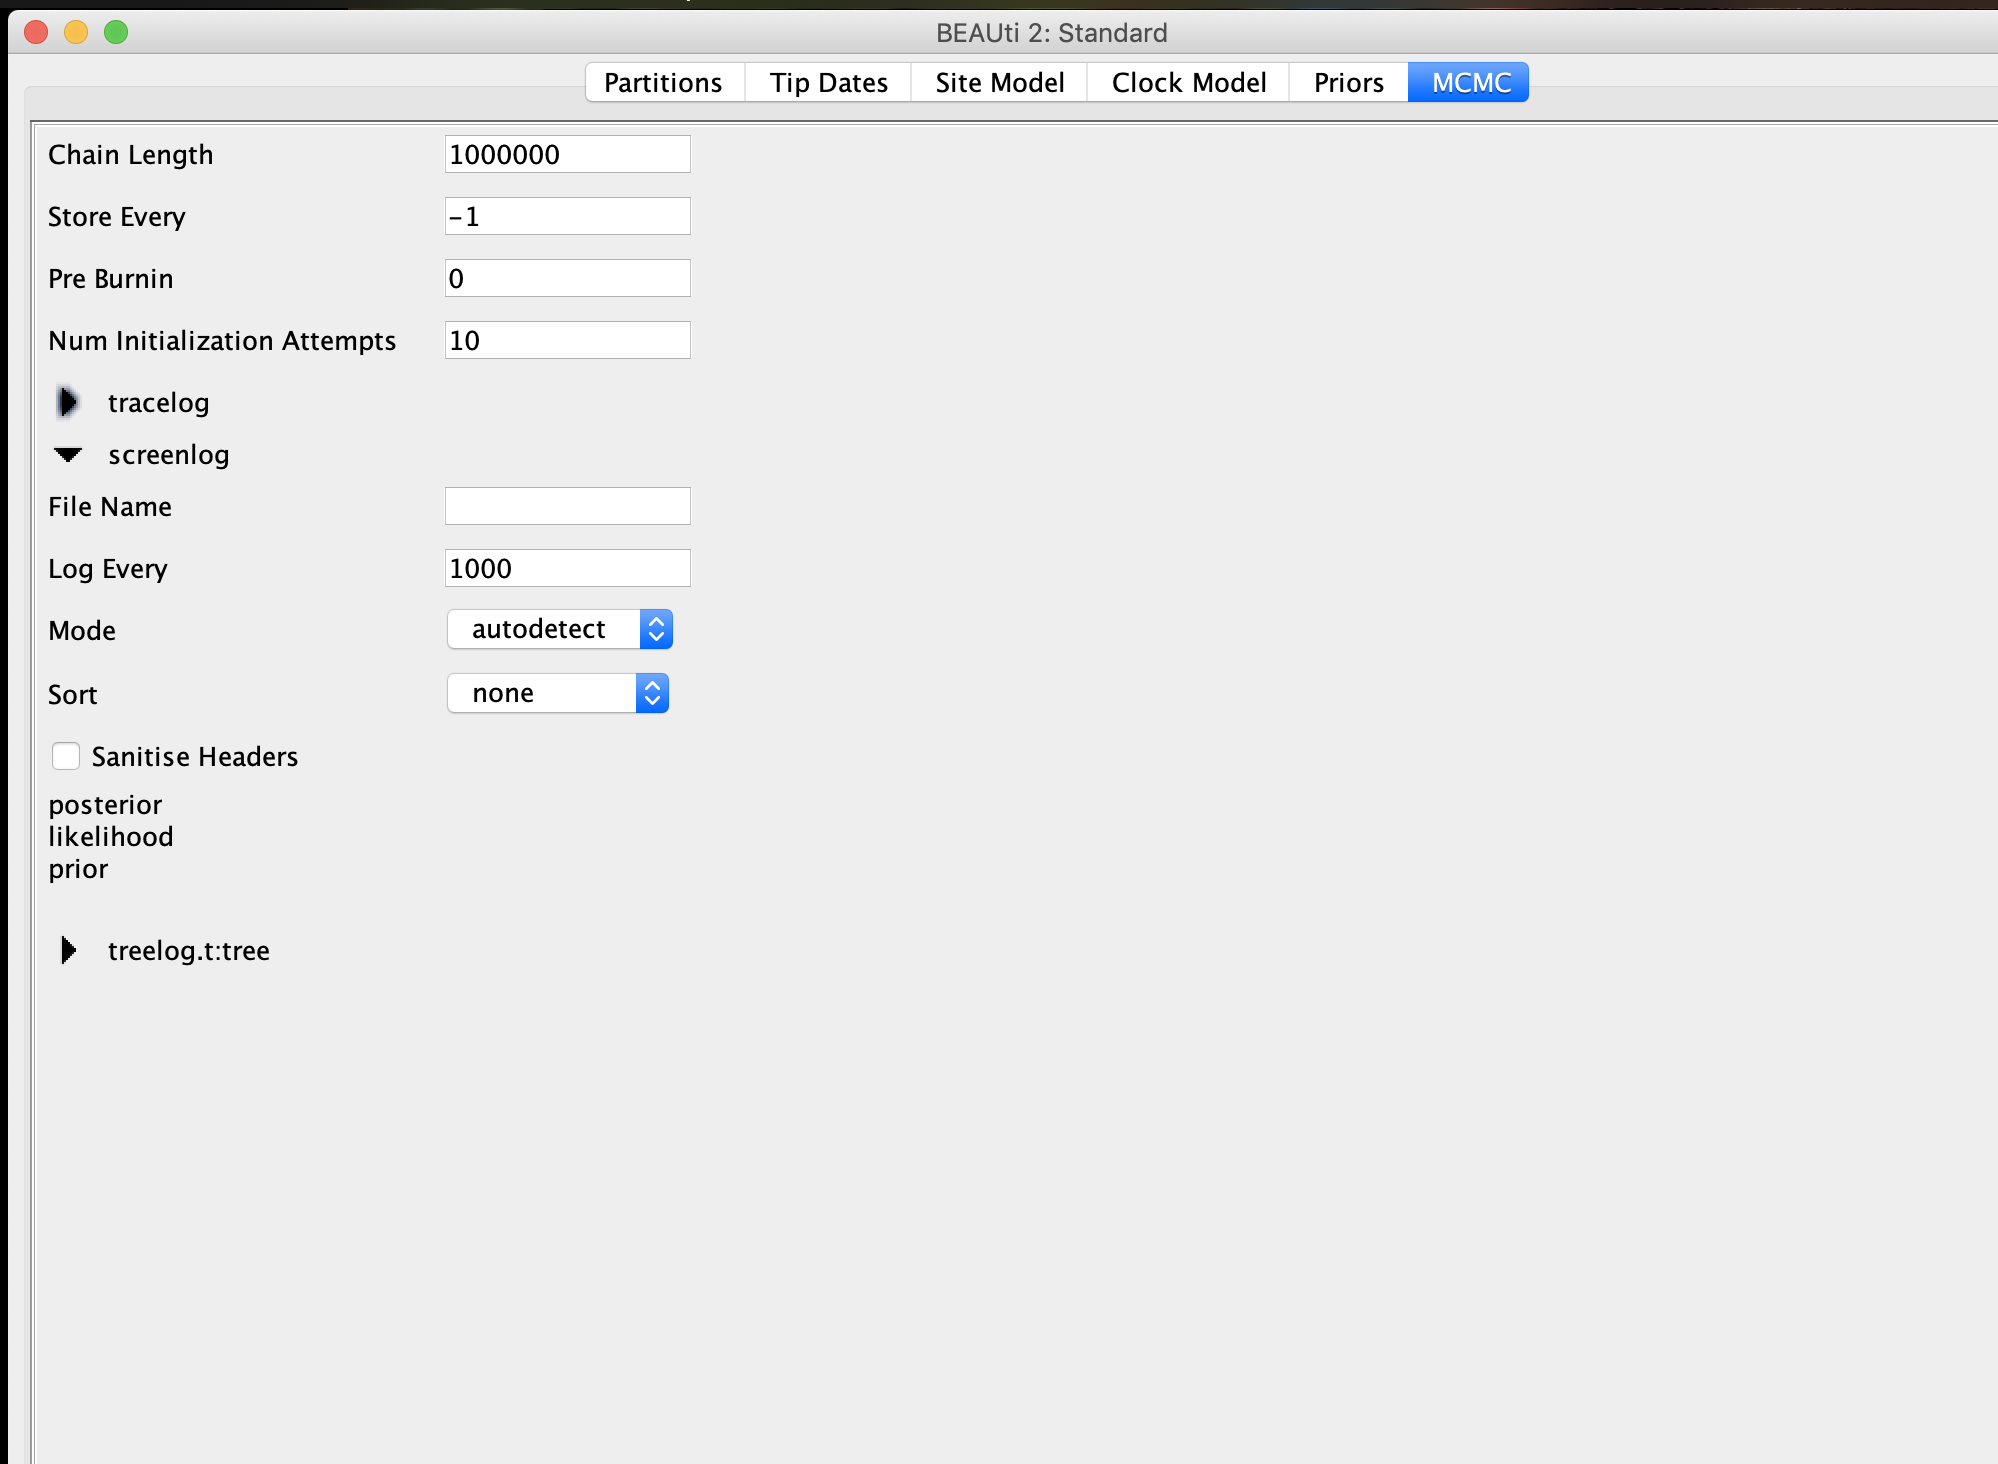 BEAUti 2: Standard
Partitions Tip Dates Site Model Clock Model Priors MCMC
Chain Length 1000000
Store Every -1
Pre Burnin 0
Num Initialization Attempts 10
tracelog
screenlog
File Name
Log Every 1000
Mode autodetect
Sort none
Sanitise Headers
posterior
likelihood
prior
treelog.t:tree